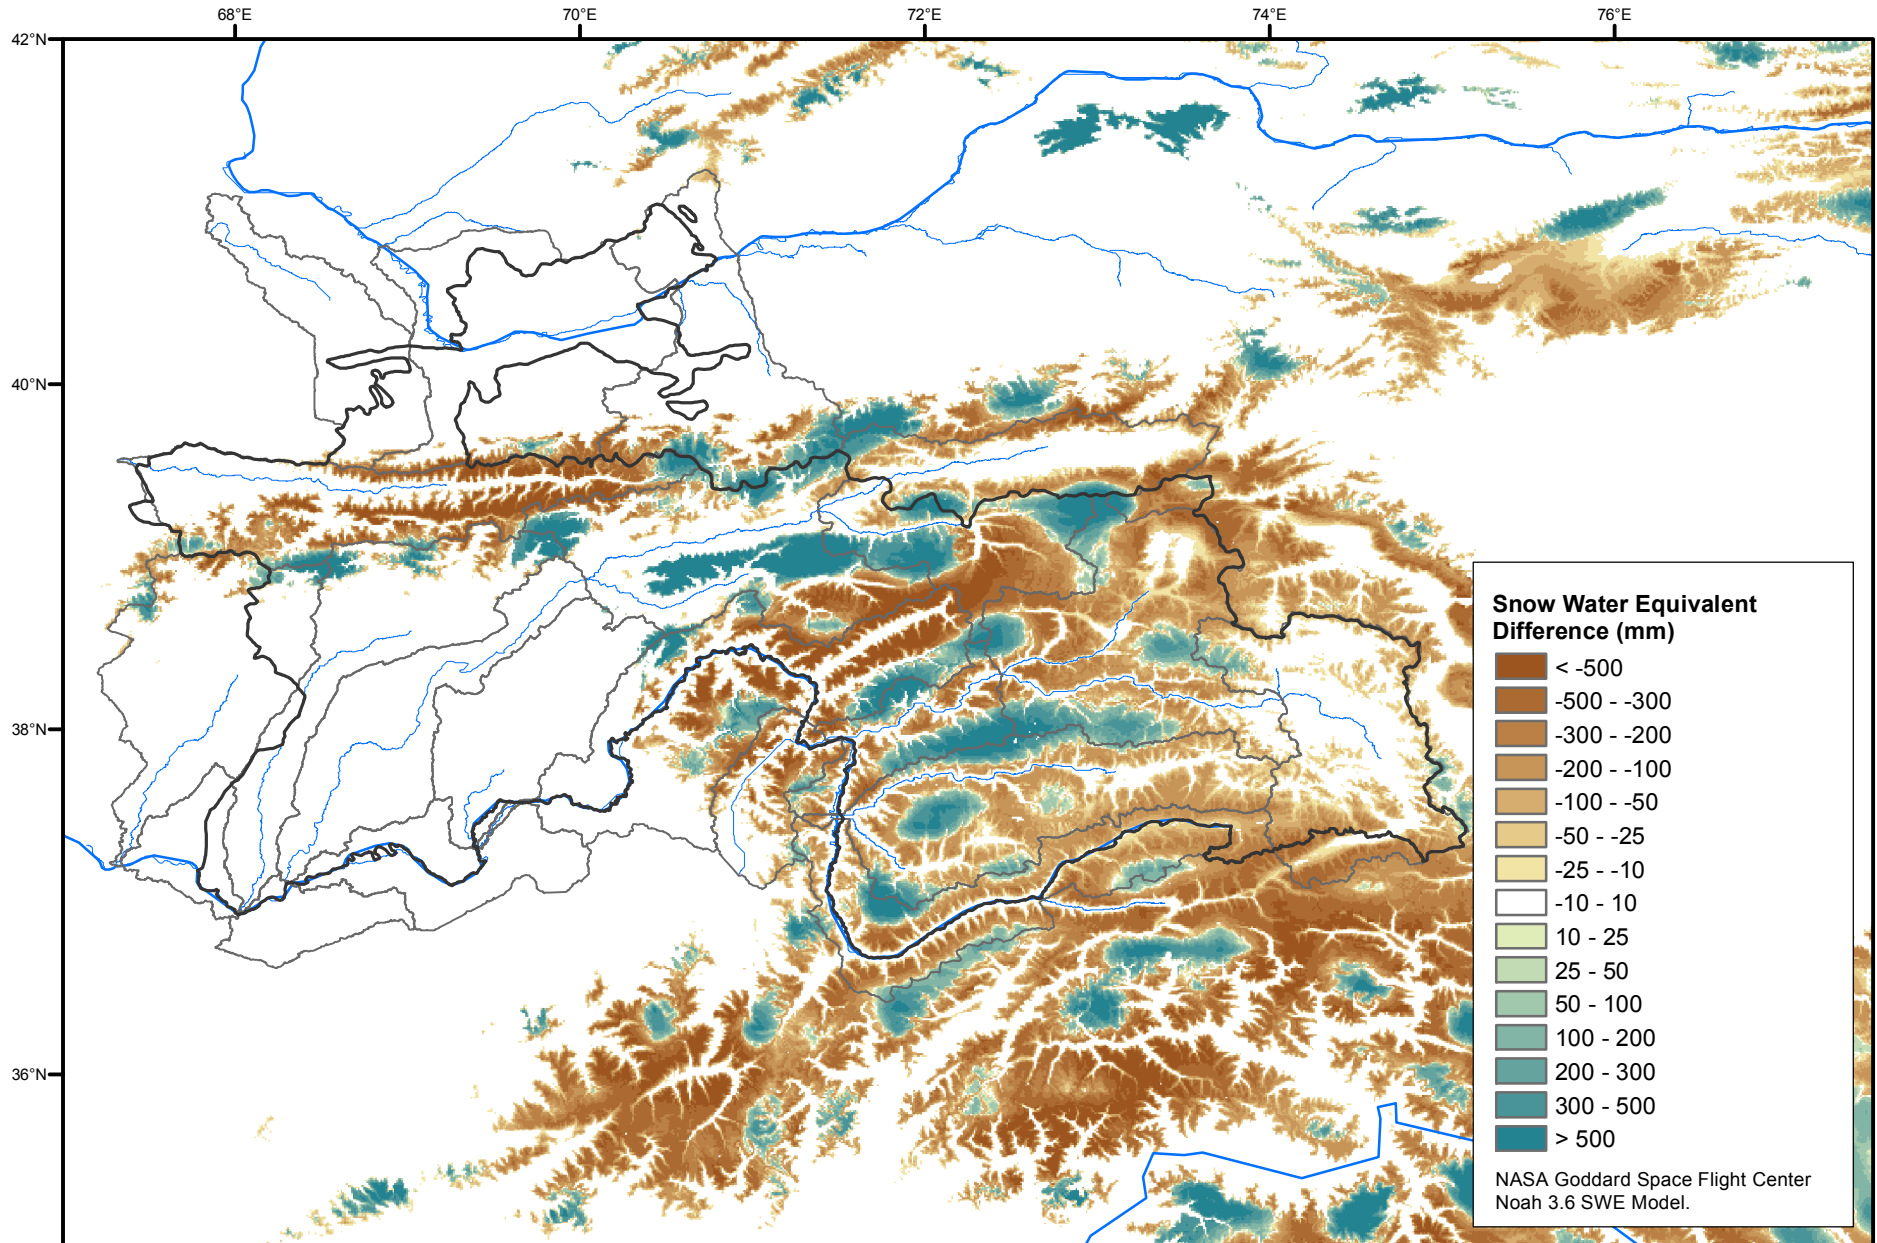 68°E 70°E 72°E 74°E 76°E
42°N
40°N
38°N
36°N
Snow Water Equivalent
Difference (mm)
< -500
-500 - -300
-300 - -200
-200 - -100
-100 - -50
-50 - -25
-25 - -10
-10 - 10
10 - 25
25 - 50
50 - 100
100 - 200
200 - 300
300 - 500
> 500
NASA Goddard Space Flight Center
Noah 3.6 SWE Model.